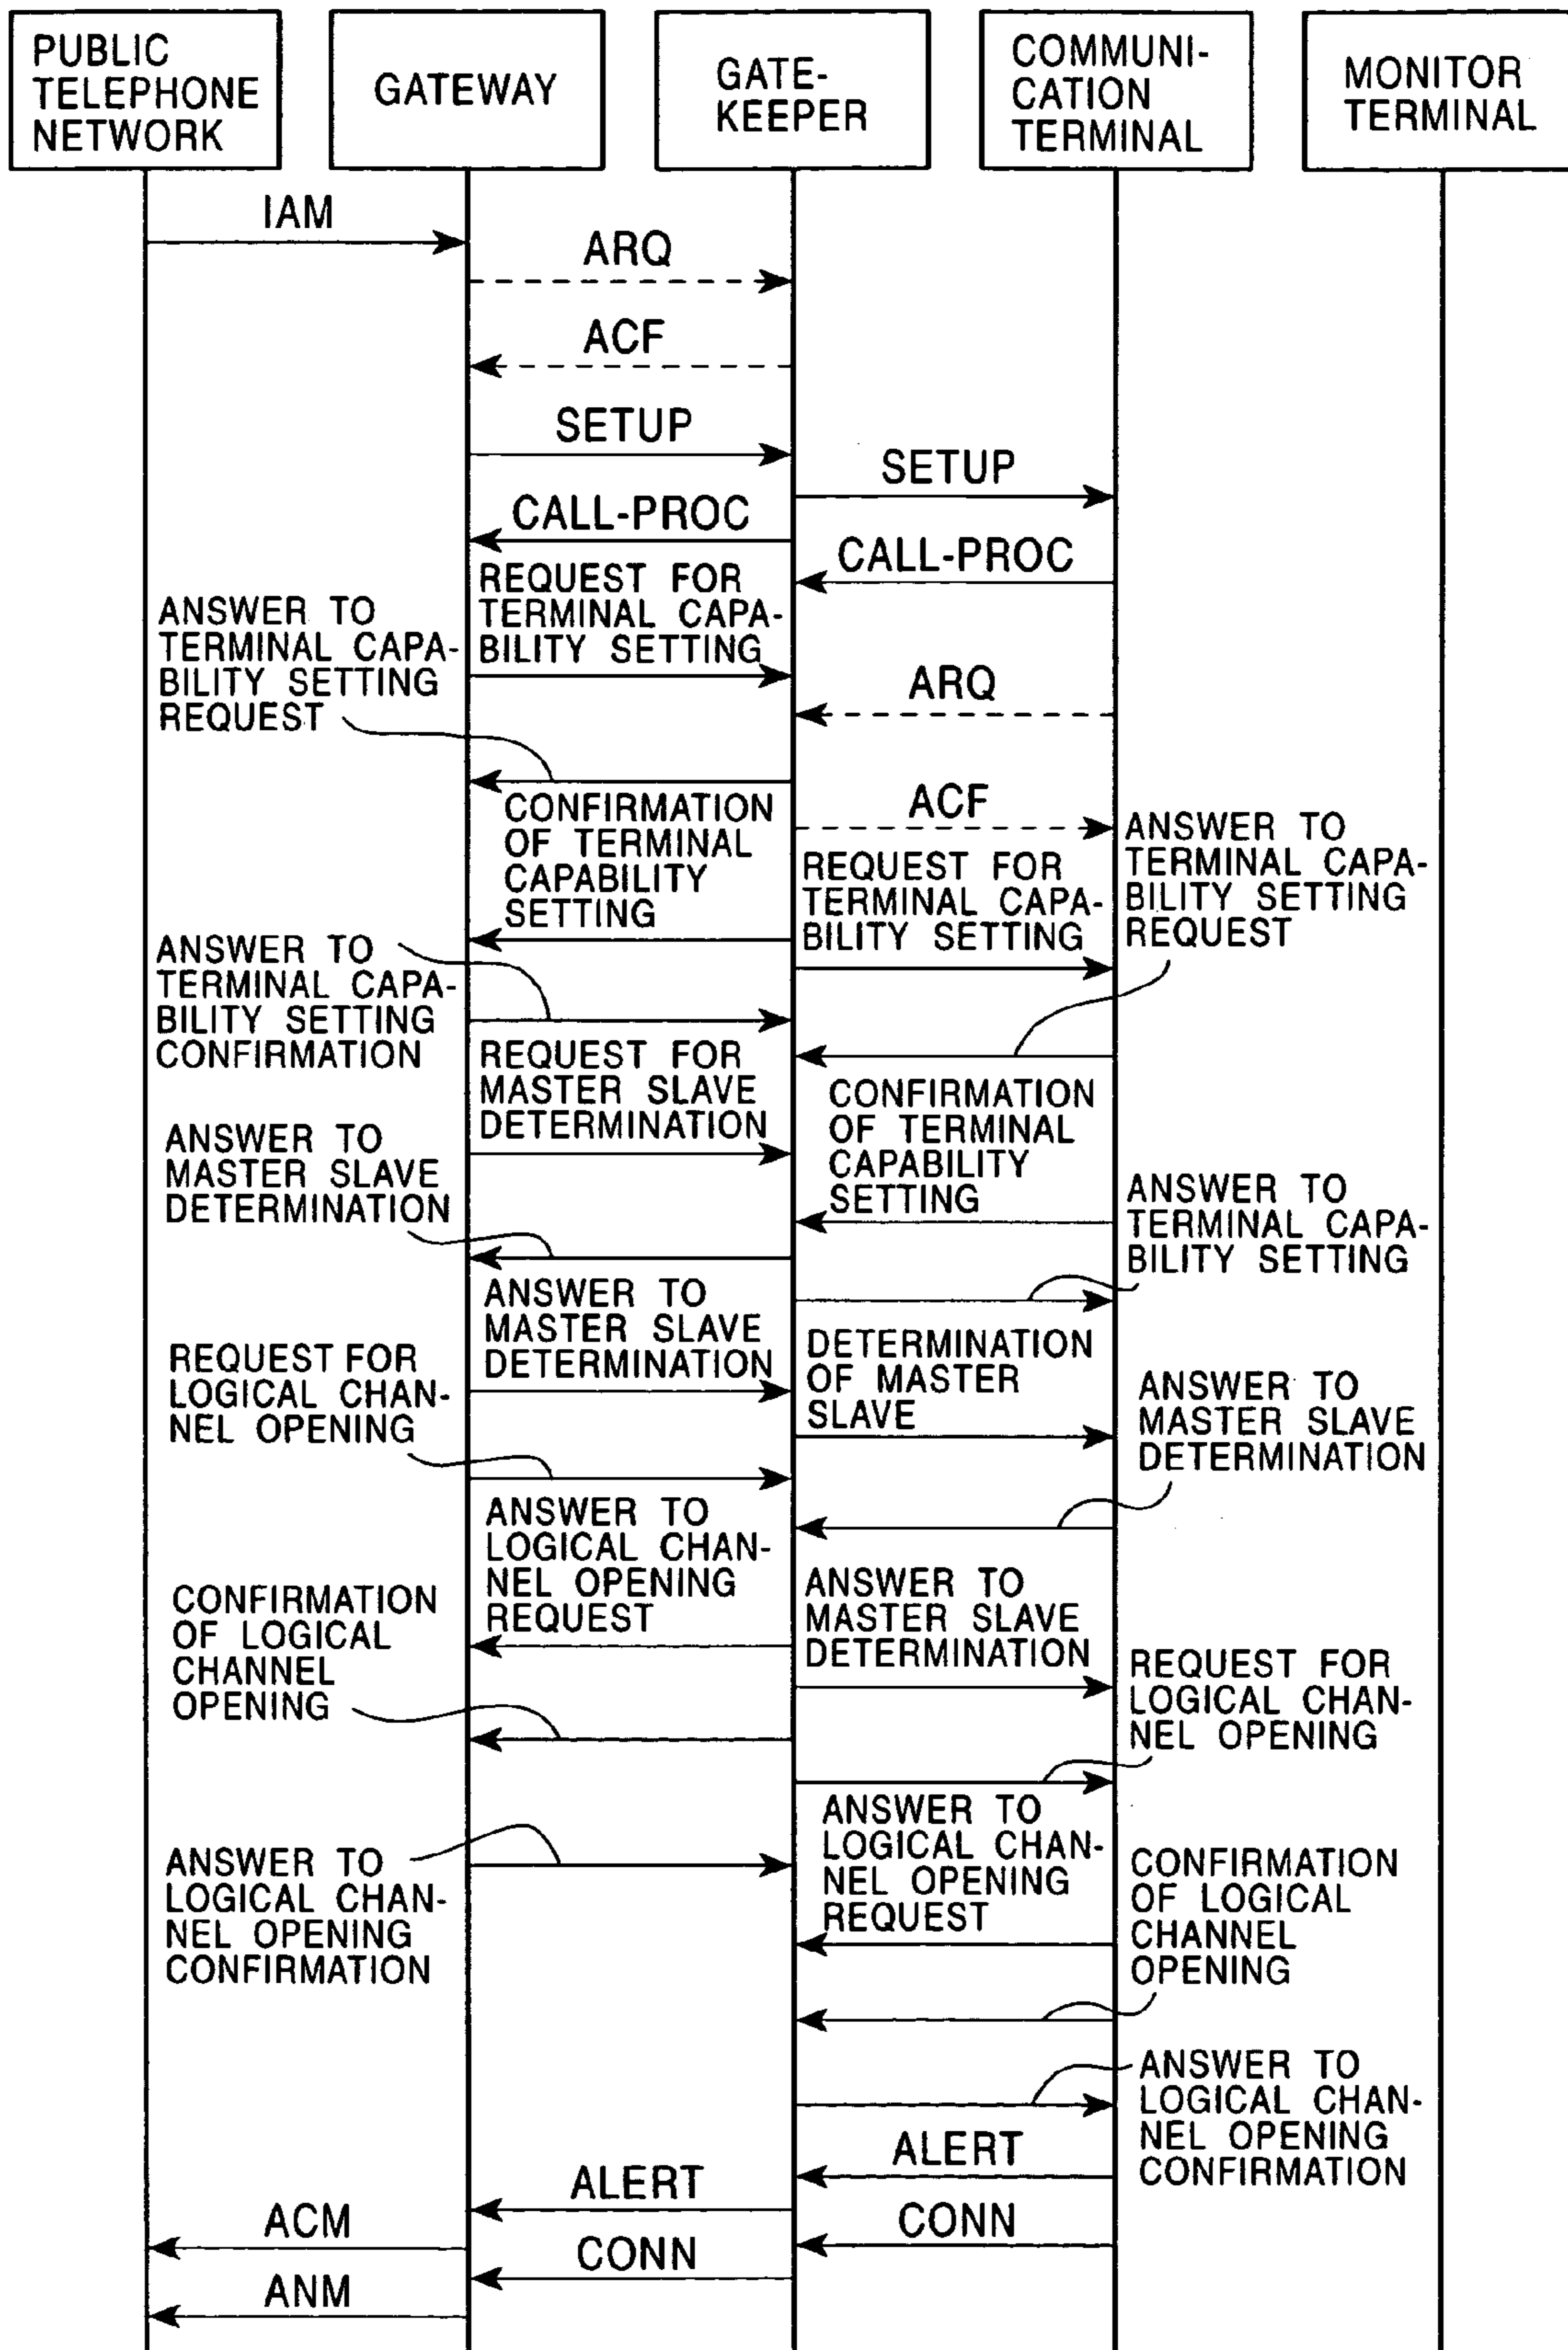 PUBLIC
TELEPHONE
NETWORK
GATEWAY
GATE-
KEEPER
COMMUNI-
CATION
TERMINAL
MONITOR
TERMINAL
IAM
ARQ
ACF
SETUP
SETUP
CALL-PROC
CALL-PROC
REQUEST FOR
TERMINAL CAPA-
BILITY SETTING
ANSWER TO
TERMINAL CAPA-
BILITY SETTING
REQUEST
ARQ
CONFIRMATION
OF TERMINAL
CAPABILITY
SETTING
ACF
REQUEST FOR
TERMINAL CAPA-
BILITY SETTING
ANSWER TO
TERMINAL CAPA-
BILITY SETTING
REQUEST
ANSWER TO
TERMINAL CAPA-
BILITY SETTING
CONFIRMATION
REQUEST FOR
MASTER SLAVE
DETERMINATION
CONFIRMATION
OF TERMINAL
CAPABILITY
SETTING
ANSWER TO
MASTER SLAVE
DETERMINATION
ANSWER TO
TERMINAL CAPA-
BILITY SETTING
ANSWER TO
MASTER SLAVE
DETERMINATION
DETERMINATION
OF MASTER
SLAVE
REQUEST FOR
LOGICAL CHAN-
NEL OPENING
ANSWER TO
MASTER SLAVE
DETERMINATION
ANSWER TO
LOGICAL CHAN-
NEL OPENING
REQUEST
ANSWER TO
MASTER SLAVE
DETERMINATION
CONFIRMATION
OF LOGICAL
CHANNEL
OPENING
REQUEST FOR
LOGICAL CHAN-
NEL OPENING
ANSWER TO
LOGICAL CHAN-
NEL OPENING
REQUEST
ANSWER TO
LOGICAL CHAN-
NEL OPENING
CONFIRMATION
CONFIRMATION
OF LOGICAL
CHANNEL
OPENING
ANSWER TO
LOGICAL CHAN-
NEL OPENING
CONFIRMATION
ALERT
ALERT
ACM
CONN
CONN
ANM